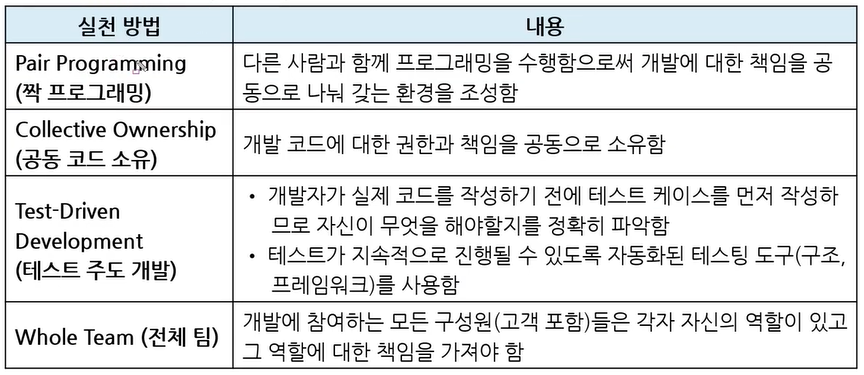 실천 방법
내용
Pair Programming
(짝 프로그래밍)
다른 사람과 함께 프로그래밍을 수행함으로써 개발에 대한 책임을 공
동으로 나눠 갖는 환경을 조성함
Collective Ownership
(공동 코드 소유)
개발 코드에 대한 권한과 책임을 공동으로 소유함
Test-Driven
Development
(테스트 주도 개발)
• 개발자가 실제 코드를 작성하기 전에 테스트 케이스를 먼저 작성하
므로 자신이 무엇을 해야할지를 정확히 파악함
• 테스트가 지속적으로 진행될 수 있도록 자동화된 테스팅 도구(구조,
프레임워크)를 사용함
Whole Team (전체 팀)
개발에 참여하는 모든 구성원(고객 포함)들은 각자 자신의 역할이 있고
그 역할에 대한 책임을 가져야 함